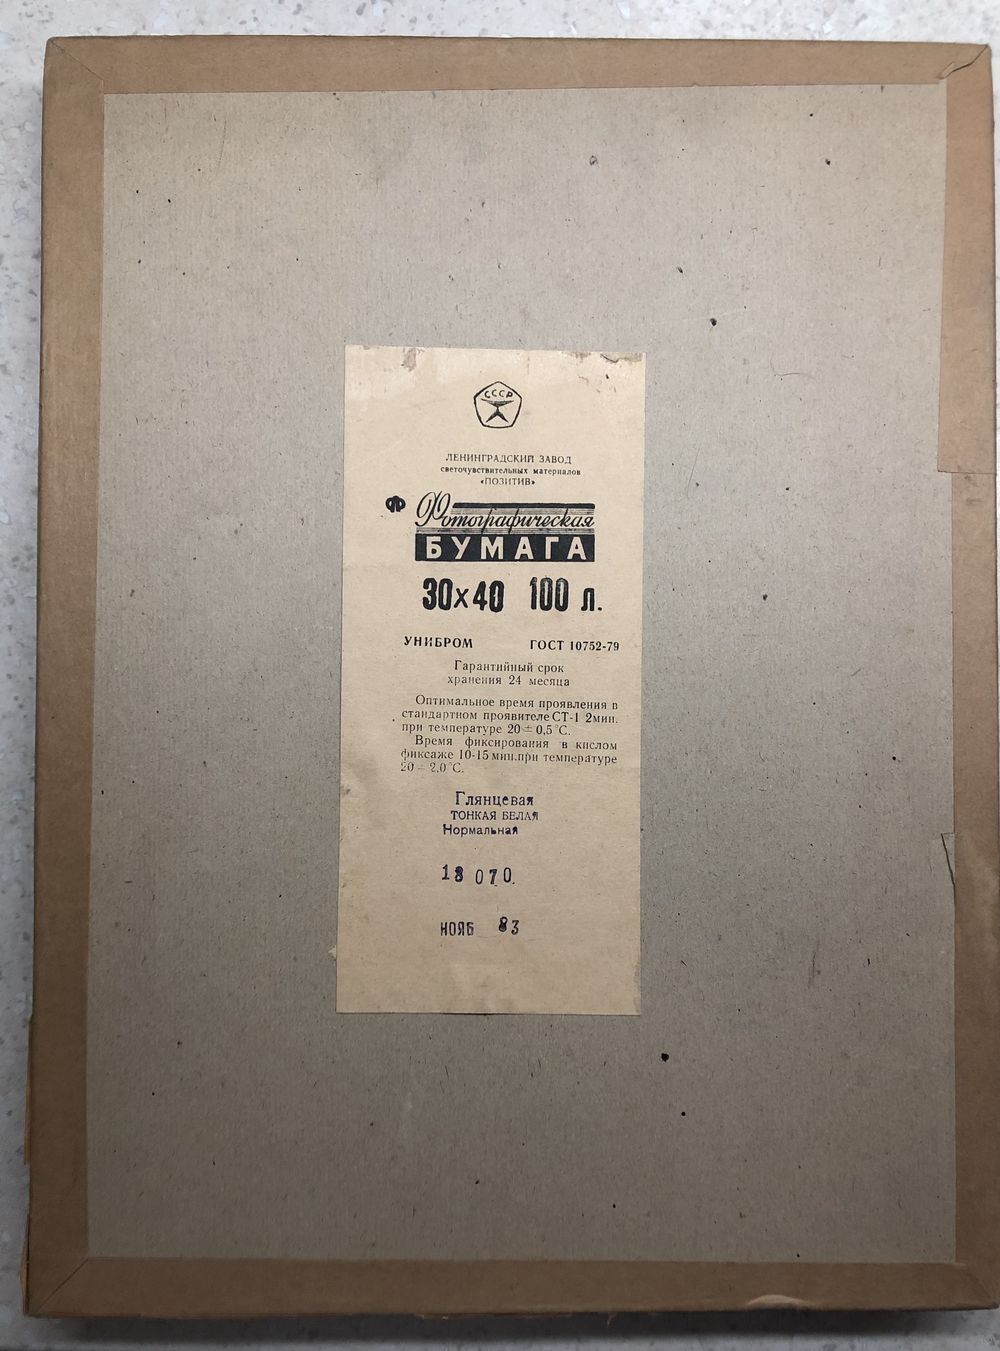 СССР
ЛЕНИНГРАДСКИЙ ЗАВОД
светочувствительных материалов
«ПОЗИТИВ»
Фотографическая
БУМАГА
30х40 100 л.
УНИБРОМ ГОСТ 10752-79
Гарантийный срок
хранения 24 месяца
Оптимальное время проявления в
стандартном проявителе СТ-1 2мин.
при температуре 20±0,5°С.
Время фиксирования в кислом
фиксаже 10-15 мин.при температуре
20±2,0°С.
Глянцевая
ТОНКАЯ БЕЛАЯ
Нормальная
070.
НОЯБ 83